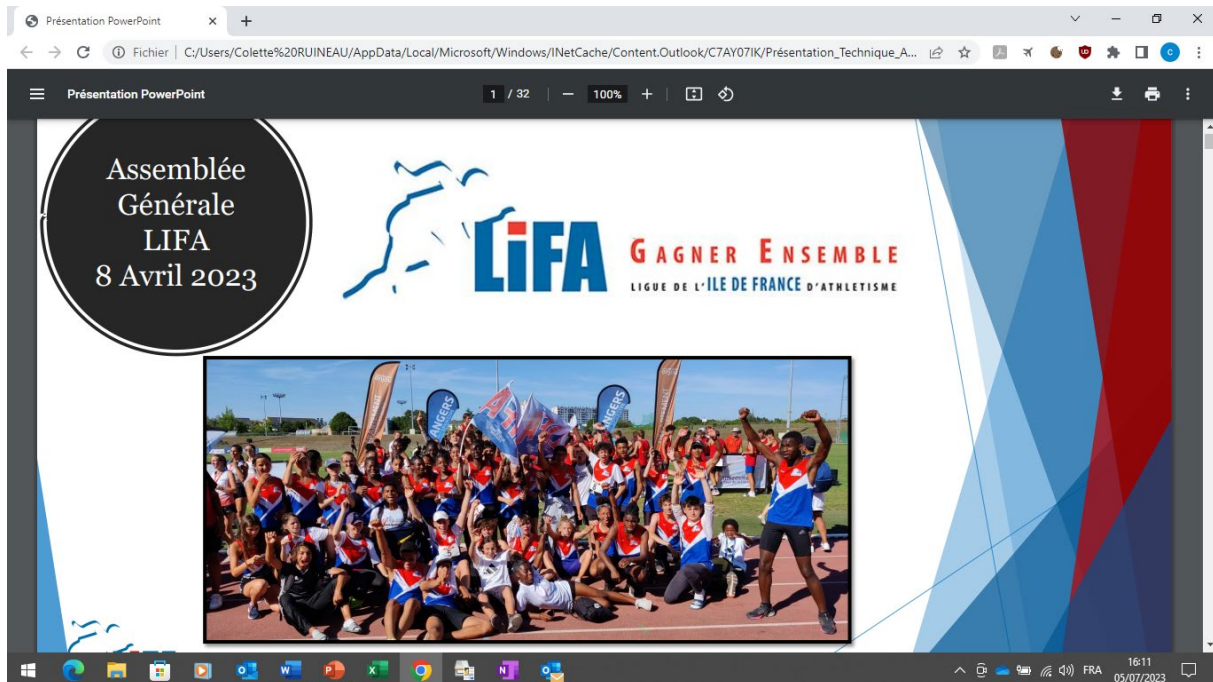 Présentation PowerPoint
Fichier | C:/Users/Colette%20RUINEAU/AppData/Local/Microsoft/Windows/INetCache/Content.Outlook/C7AY07IK/Présentation_Technique_A...
Présentation PowerPoint
1 / 32
100%
Assemblée
Générale
LIFA
8 Avril 2023
LiFA
GAGNER ENSEMBLE
LIGUE DE L'ILE DE FRANCE D'ATHLETISME
ANGERS
ANGERS
FRA
16:11
05/07/2023